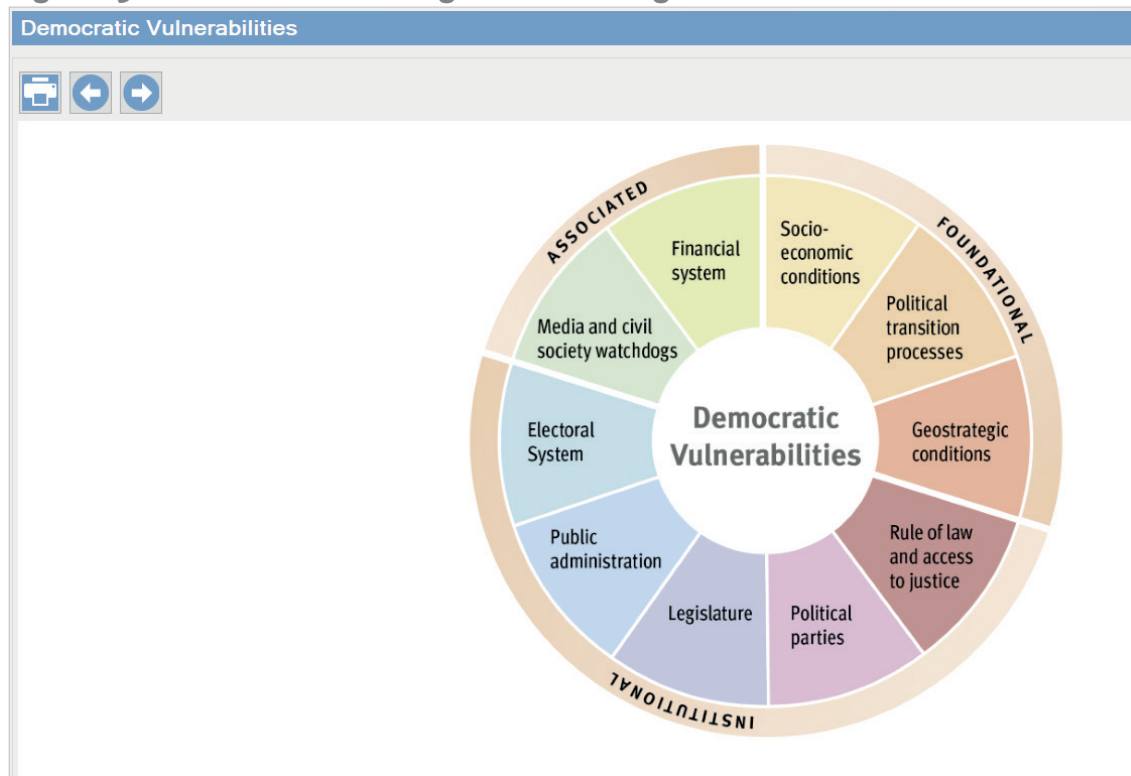 Democratic Vulnerabilities
ASSOCIATED
FOUNDATIONAL
Financial
system
Socio-
economic
conditions
Media and civil
society watchdogs
Political
transition
processes
Democratic
Vulnerabilities
Electoral
System
Geostrategic
conditions
Public
administration
Rule of law
and access
to justice
Legislature
Political
parties
INSTITUTIONAL